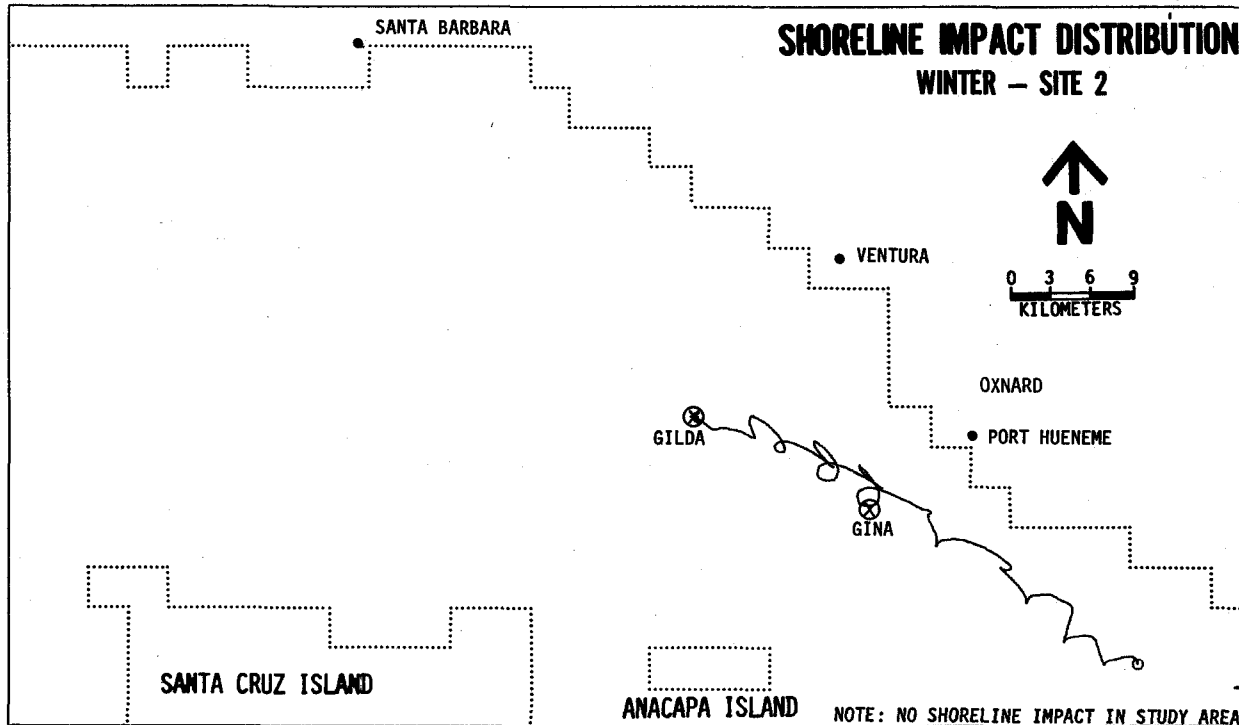 SANTA BARBARA
SHORELINE IMPACT DISTRIBUTION
WINTER — SITE 2
N
VENTURA
0 3 6 9
KILOMETERS
OXNARD
GILDA
PORT HUENEME
GINA
SANTA CRUZ ISLAND
ANACAPA ISLAND
NOTE: NO SHORELINE IMPACT IN STUDY AREA